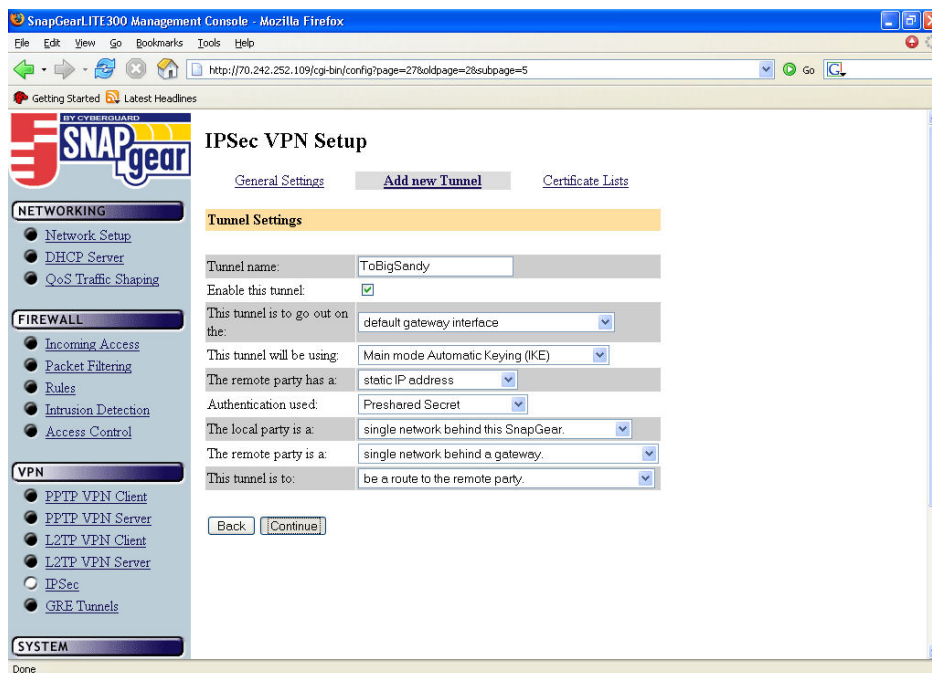 SnapGearLITE300 Management Console - Mozilla Firefox
File Edit View Go Bookmarks Tools Help
http://70.242.252.109/cgi-bin/config?page=27&oldpage=2&subpage=5
Go
G
Getting Started Latest Headlines
BY CYBERGUARD
SNAP
gear
NETWORKING
Network Setup
DHCP Server
QoS Traffic Shaping
FIREWALL
Incoming Access
Packet Filtering
Rules
Intrusion Detection
Access Control
VPN
PPTP VPN Client
PPTP VPN Server
L2TP VPN Client
L2TP VPN Server
IPSec
GRE Tunnels
SYSTEM
IPSec VPN Setup
General Settings Add new Tunnel Certificate Lists
Tunnel Settings
Tunnel name: ToBigSandy
Enable this tunnel:
This tunnel is to go out on the: default gateway interface
This tunnel will be using: Main mode Automatic Keying (IKE)
The remote party has a: static IP address
Authentication used: Preshared Secret
The local party is a: single network behind this SnapGear.
The remote party is a: single network behind a gateway.
This tunnel is to: be a route to the remote party.
Back Continue
Done